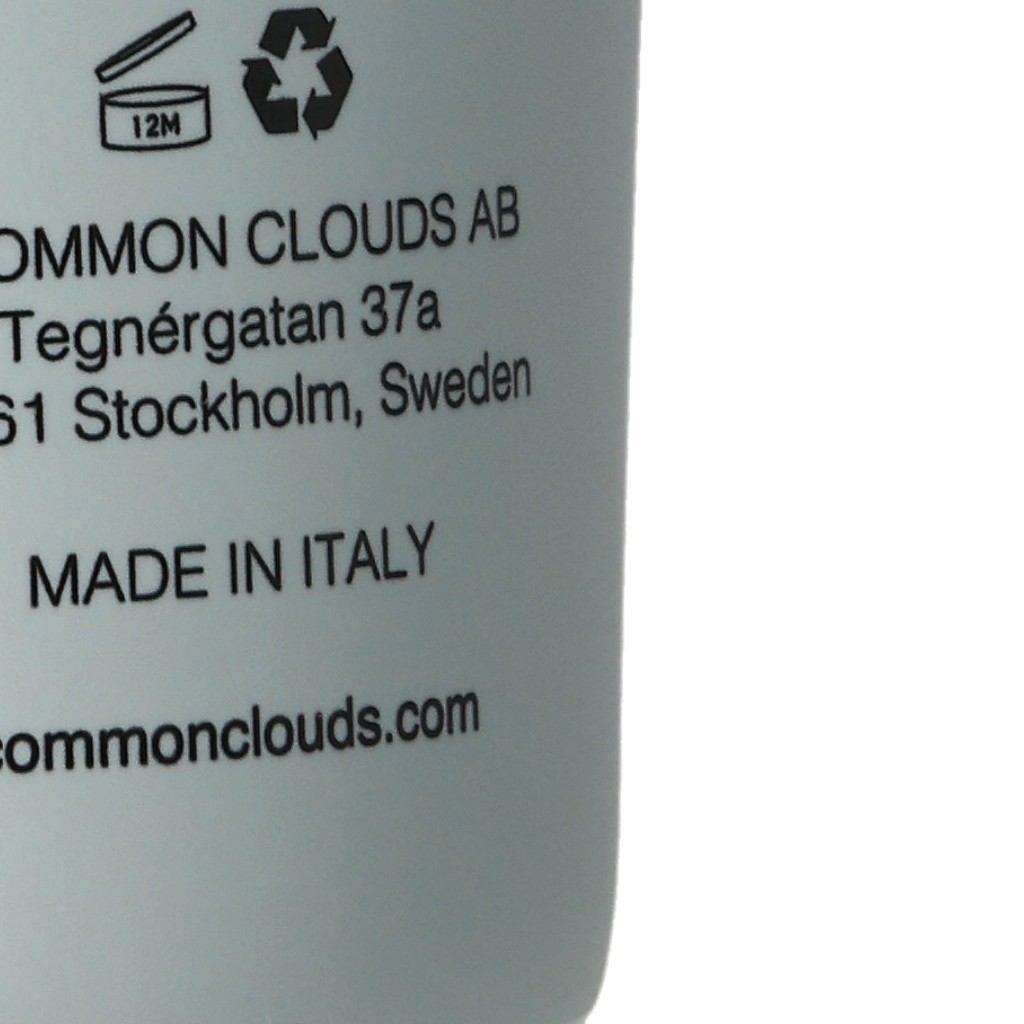 12M
OMMON CLOUDS AB
Tegnérgatan 37a
61 Stockholm, Sweden
MADE IN ITALY
commonclouds.com